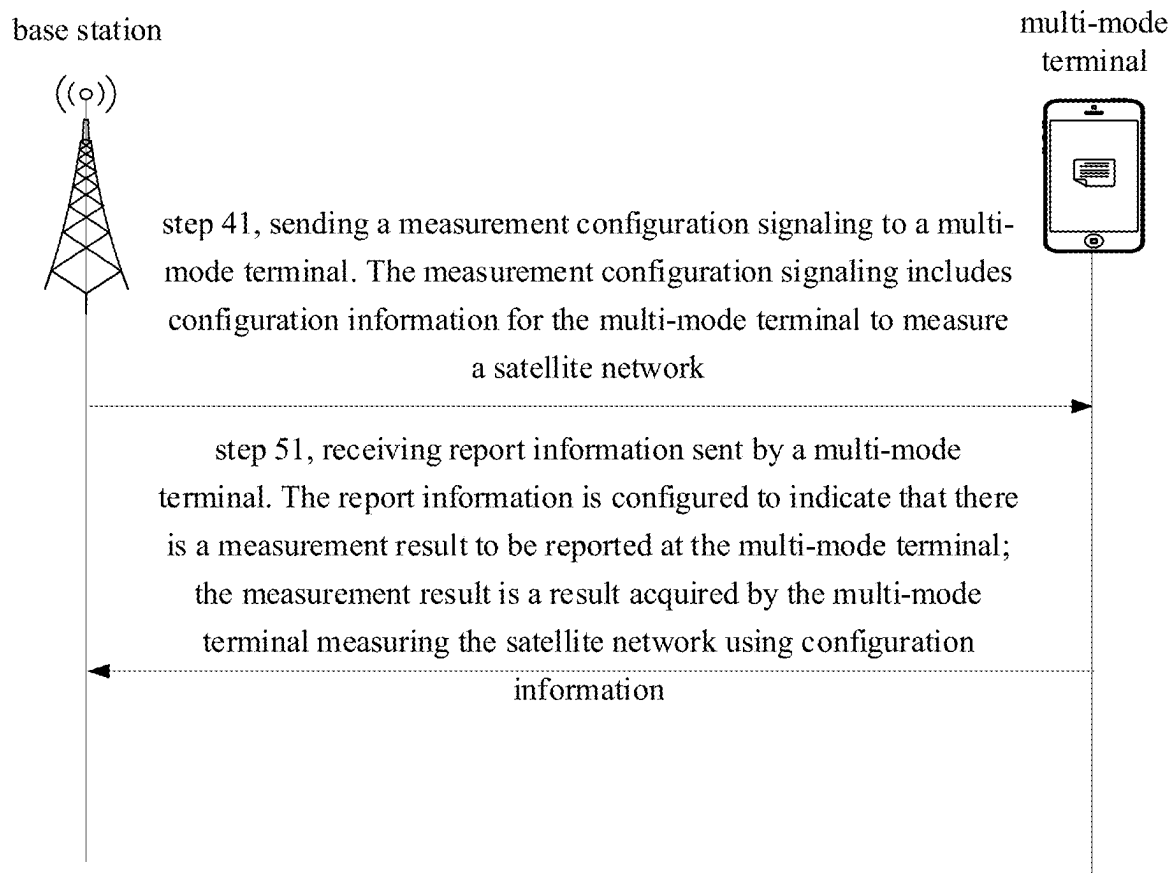 base station
multi-mode
terminal
step 41, sending a measurement configuration signaling to a multi-
mode terminal. The measurement configuration signaling includes
configuration information for the multi-mode terminal to measure
a satellite network
step 51, receiving report information sent by a multi-mode
terminal. The report information is configured to indicate that there
is a measurement result to be reported at the multi-mode terminal;
the measurement result is a result acquired by the multi-mode
terminal measuring the satellite network using configuration
information